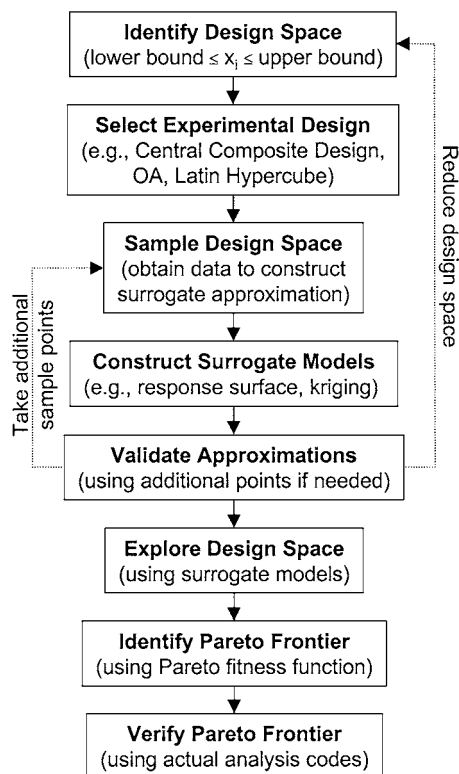 Identify Design Space
(lower bound ≤ xi ≤ upper bound)
Select Experimental Design
(e.g., Central Composite Design,
OA, Latin Hypercube)
Sample Design Space
(obtain data to construct
surrogate approximation)
Construct Surrogate Models
(e.g., response surface, kriging)
Validate Approximations
(using additional points if needed)
Explore Design Space
(using surrogate models)
Identify Pareto Frontier
(using Pareto fitness function)
Verify Pareto Frontier
(using actual analysis codes)
Take additional
sample points
Reduce design space